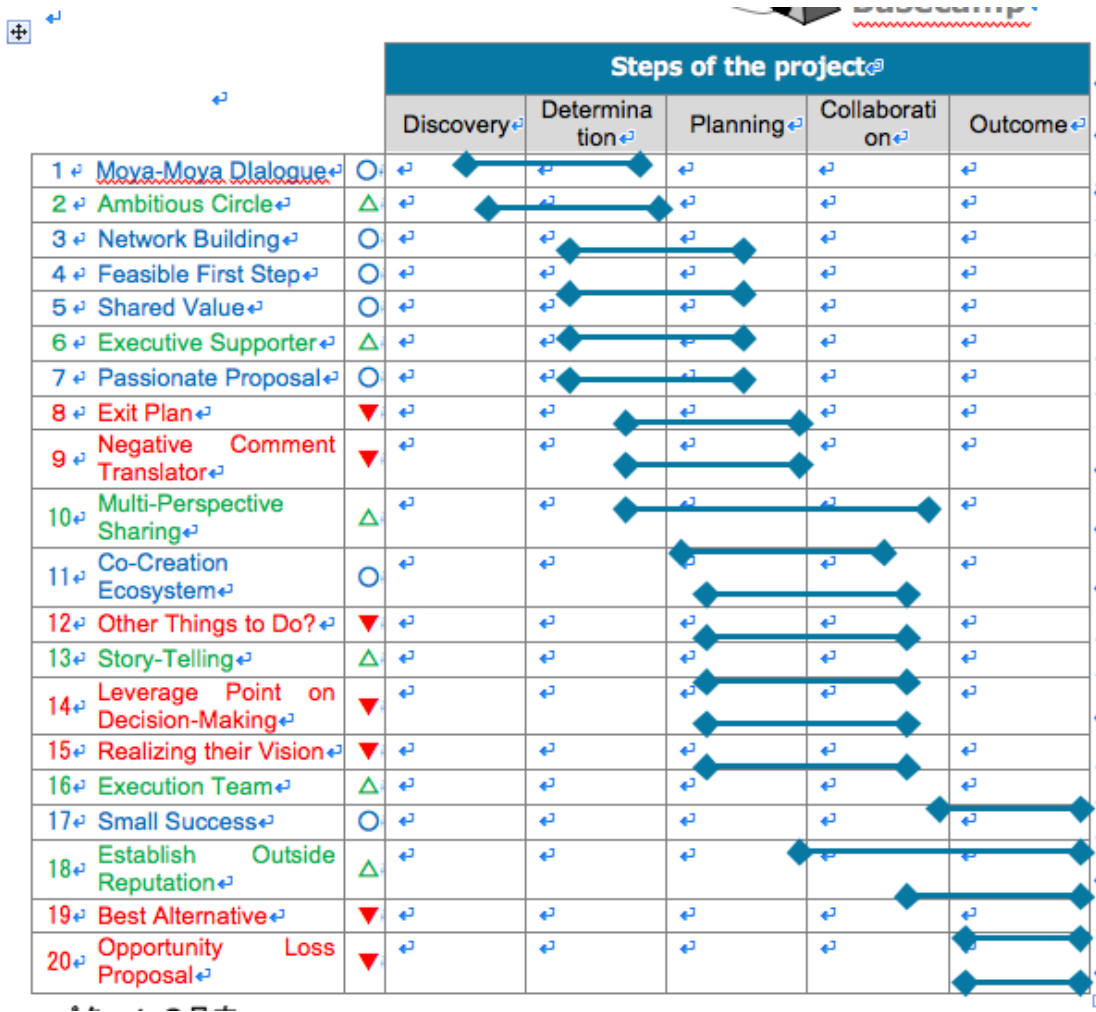 Basecamp
Steps of the project
Discovery
Determina
tion
Planning
Collaborati
on
Outcome
1 Moya-Moya DIalogue ○
2 Ambitious Circle △
3 Network Building ○
4 Feasible First Step ○
5 Shared Value ○
6 Executive Supporter △
7 Passionate Proposal ○
8 Exit Plan ▼
Negative Comment
9 ▼
Translator
Multi-Perspective
10 △
Sharing
Co-Creation
11 ○
Ecosystem
12 Other Things to Do? ▼
13 Story-Telling △
Leverage Point on
14 ▼
Decision-Making
15 Realizing their Vision ▼
16 Execution Team △
17 Small Success ○
Establish Outside
18 △
Reputation
19 Best Alternative ▼
Opportunity Loss
20 ▼
Proposal